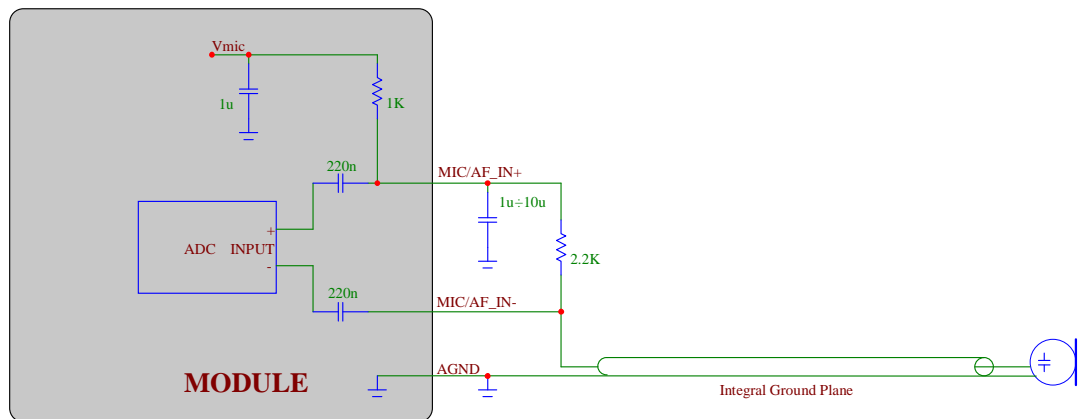 Vmic
1u
1K
220n
MIC/AF_IN+
1u÷10u
+
ADC INPUT
-
2.2K
220n
MIC/AF_IN-
AGND
MODULE
Integral Ground Plane